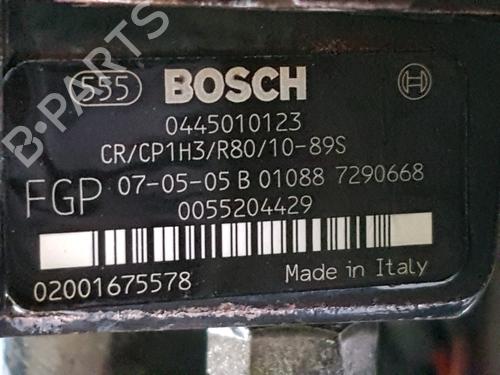 B-PARTS
555 BOSCH
0445010123
CR/CP1H3/R80/10-89S
FGP 07-05-05 B 01088 7290668
0055204429
02001675578 Made in Italy